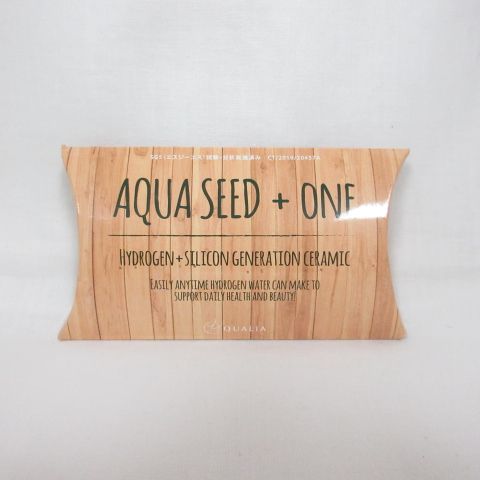 AQUA SEED + ONE
HYDROGEN+SILICON GENERATION CERAMIC
EASILY ANYTIME HYDROGEN WATER CAN MAKE TO
SUPPORT DAILY HEALTH AND BEAUTY!
QUALIA